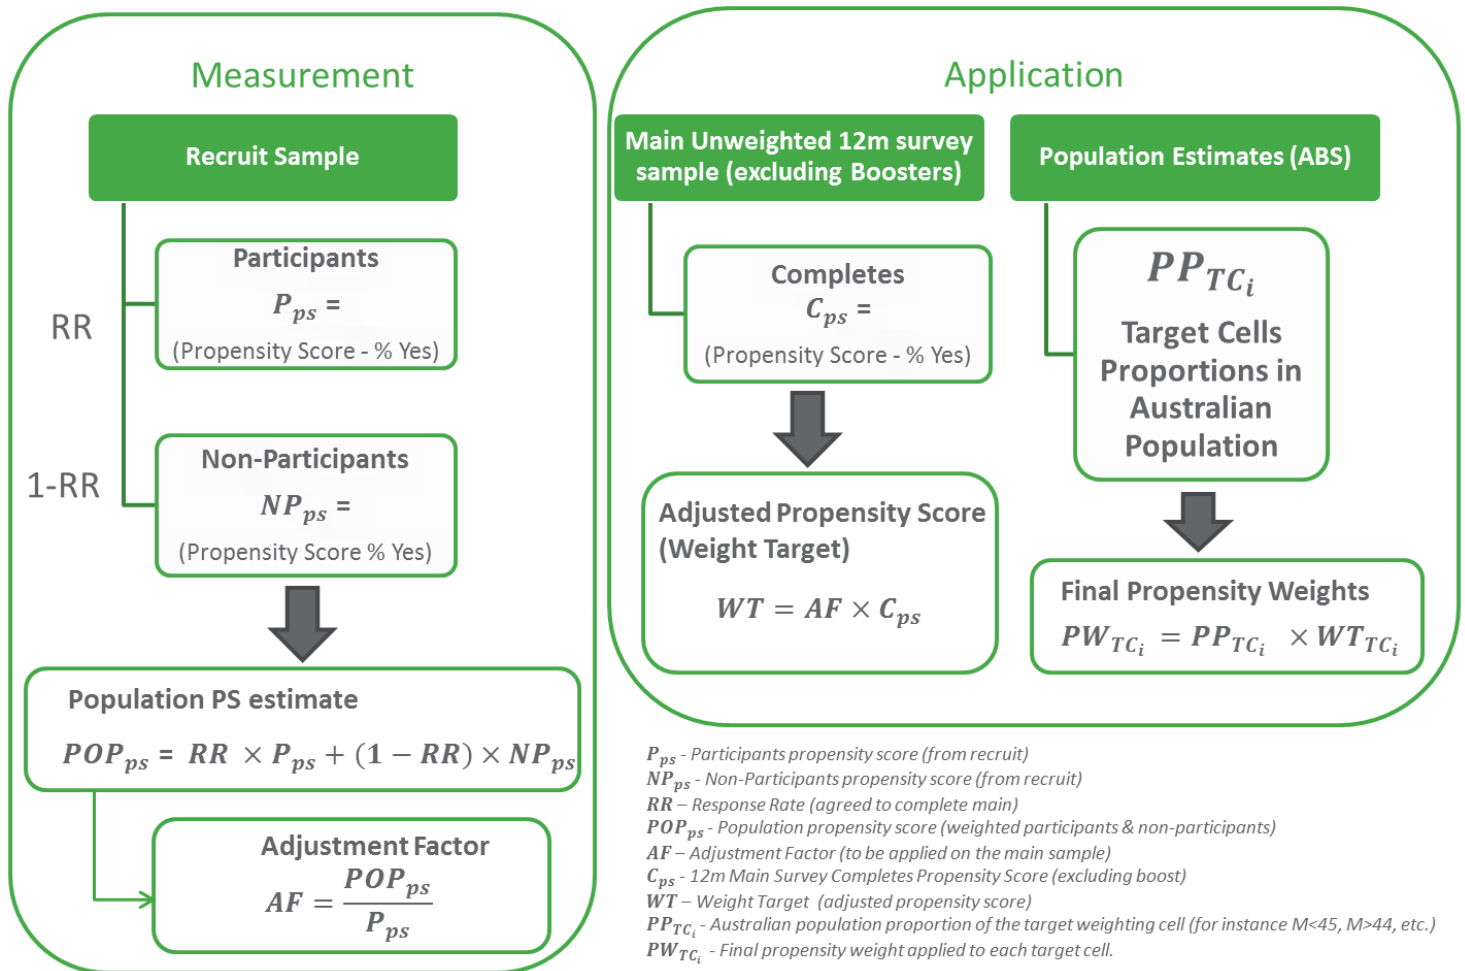 Measurement
Recruit Sample
RR
Participants
P_ps =
(Propensity Score - % Yes)
1-RR
Non-Participants
NP_ps =
(Propensity Score % Yes)
Population PS estimate
POP_ps = RR × P_ps + (1 − RR) × NP_ps
Adjustment Factor
AF = POP_ps / P_ps
Application
Main Unweighted 12m survey
sample (excluding Boosters)
Completes
C_ps =
(Propensity Score - % Yes)
Adjusted Propensity Score
(Weight Target)
WT = AF × C_ps
Population Estimates (ABS)
PP_TC_i
Target Cells
Proportions in
Australian
Population
Final Propensity Weights
PW_TC_i = PP_TC_i × WT_TC_i
P_ps - Participants propensity score (from recruit)
NP_ps - Non-Participants propensity score (from recruit)
RR – Response Rate (agreed to complete main)
POP_ps - Population propensity score (weighted participants & non-participants)
AF – Adjustment Factor (to be applied on the main sample)
C_ps - 12m Main Survey Completes Propensity Score (excluding boost)
WT – Weight Target (adjusted propensity score)
PP_TC_i - Australian population proportion of the target weighting cell (for instance M<45, M>44, etc.)
PW_TC_i - Final propensity weight applied to each target cell.